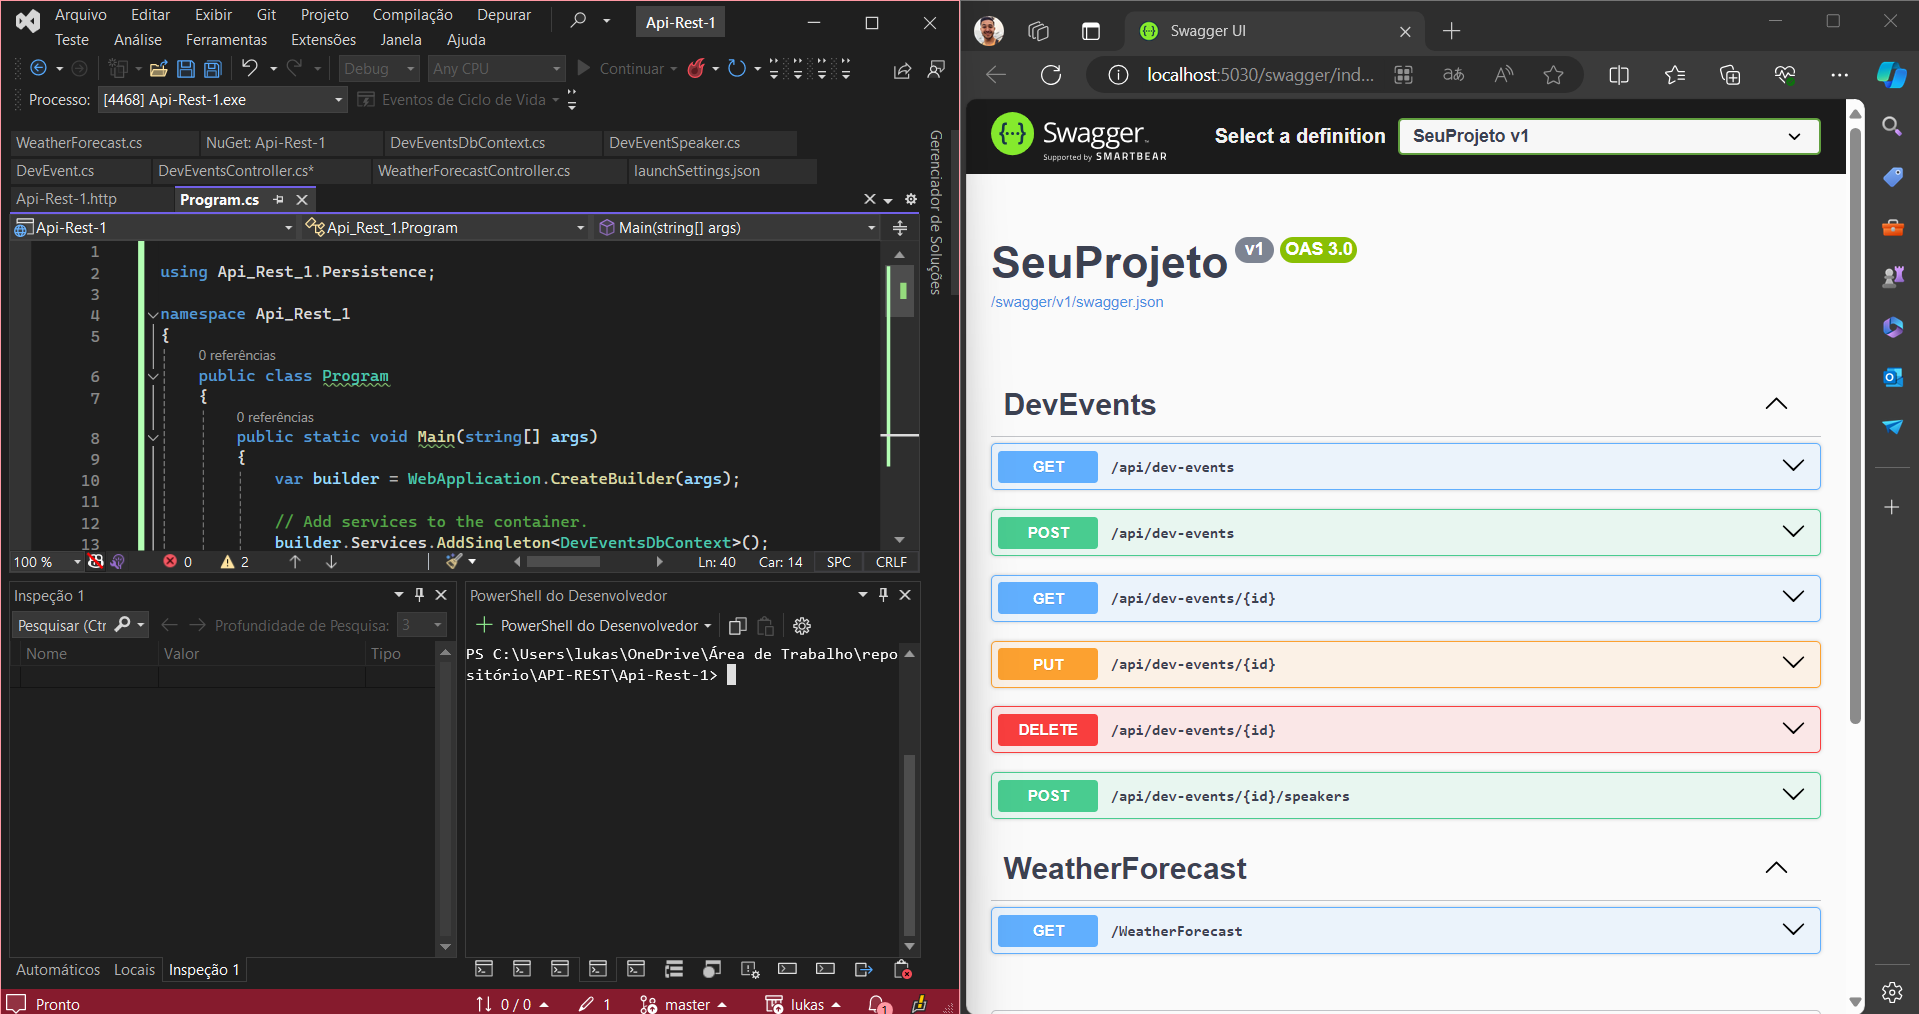 Arquivo Editar Exibir Git Projeto Compilação Depurar
Api-Rest-1
Teste Análise Ferramentas Extensões Janela Ajuda
Debug Any CPU Continuar
Processo: [4468] Api-Rest-1.exe Eventos de Ciclo de Vida
WeatherForecast.cs NuGet: Api-Rest-1 DevEventsDbContext.cs DevEventSpeaker.cs
DevEvent.cs DevEventsController.cs* WeatherForecastController.cs launchSettings.json
Api-Rest-1.http Program.cs
Gerenciador de Soluções
Api-Rest-1 Api_Rest_1.Program Main(string[] args)
1
2 using Api_Rest_1.Persistence;
3
4 namespace Api_Rest_1
5 {
0 referências
6 public class Program
7 {
0 referências
8 public static void Main(string[] args)
9 {
10 var builder = WebApplication.CreateBuilder(args);
11
12 // Add services to the container.
13 builder.Services.AddSingleton<DevEventsDbContext>();
100 % 0 2 Ln: 40 Car: 14 SPC CRLF
Inspeção 1
Pesquisar (Ctr Profundidade de Pesquisa: 3
Nome Valor Tipo
Automáticos Locais Inspeção 1
PowerShell do Desenvolvedor
PowerShell do Desenvolvedor
PS C:\Users\lukas\OneDrive\Área de Trabalho\repo
sitório\API-REST\Api-Rest-1>
Pronto 0 / 0 1 master lukas 1
Swagger UI
localhost:5030/swagger/ind...
Swagger
Supported by SMARTBEAR
Select a definition SeuProjeto v1
SeuProjeto v1 OAS 3.0
/swagger/v1/swagger.json
DevEvents
GET /api/dev-events
POST /api/dev-events
GET /api/dev-events/{id}
PUT /api/dev-events/{id}
DELETE /api/dev-events/{id}
POST /api/dev-events/{id}/speakers
WeatherForecast
GET /WeatherForecast